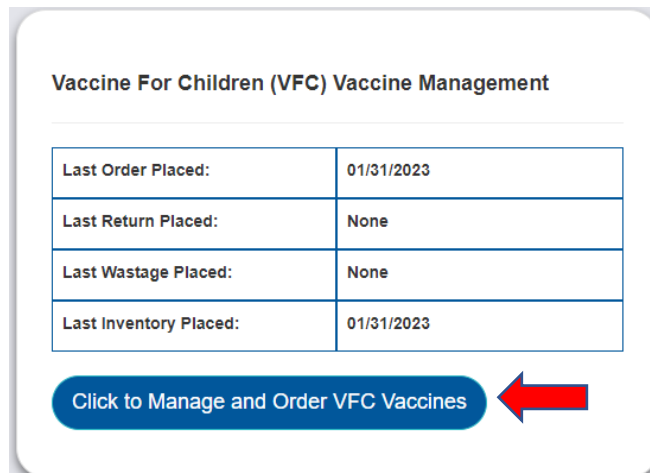 Vaccine For Children (VFC) Vaccine Management
Last Order Placed: 01/31/2023
Last Return Placed: None
Last Wastage Placed: None
Last Inventory Placed: 01/31/2023
Click to Manage and Order VFC Vaccines